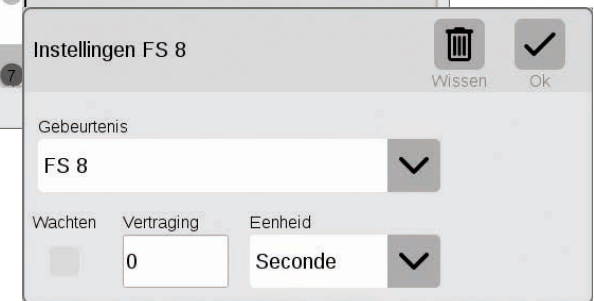 Instellingen FS 8
Wissen Ok
7
Gebeurtenis
FS 8
Wachten Vertraging Eenheid
0 Seconde